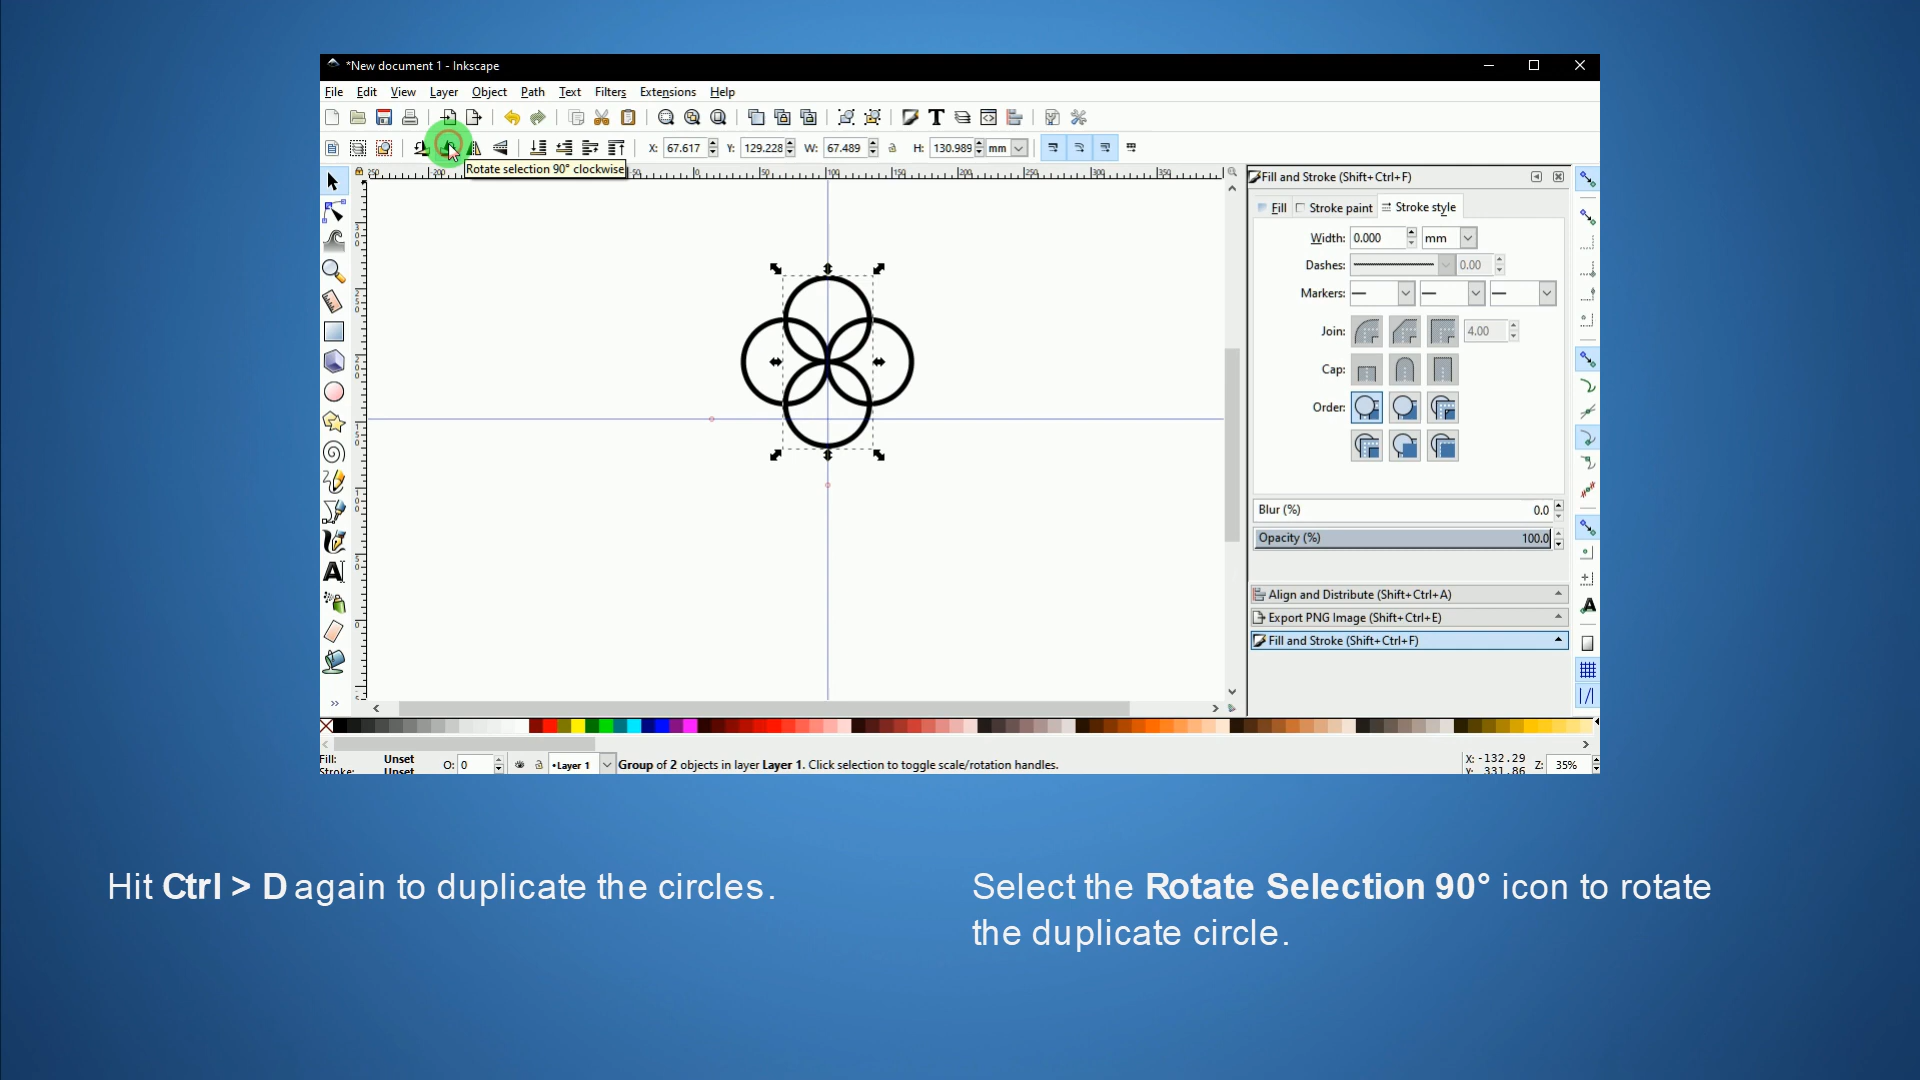 *New document 1 - Inkscape
File Edit View Layer Object Path Text Filters Extensions Help
X: 67.617 Y: 129.228 W: 67.489 H: 130.989 mm
Rotate selection 90° clockwise
Fill and Stroke (Shift+Ctrl+F)
Fill Stroke paint Stroke style
Width: 0.000 mm
Dashes: 0.00
Markers:
Join: 4.00
Cap:
Order:
Blur (%) 0.0
Opacity (%) 100.0
Align and Distribute (Shift+Ctrl+A)
Export PNG Image (Shift+Ctrl+E)
Fill and Stroke (Shift+Ctrl+F)
Fill: Unset O: 0 •Layer 1 Group of 2 objects in layer Layer 1. Click selection to toggle scale/rotation handles. X: -132.29 Z: 35%
Stroke: Unset Y: 331.86
Hit Ctrl > D again to duplicate the circles.
Select the Rotate Selection 90° icon to rotate
the duplicate circle.